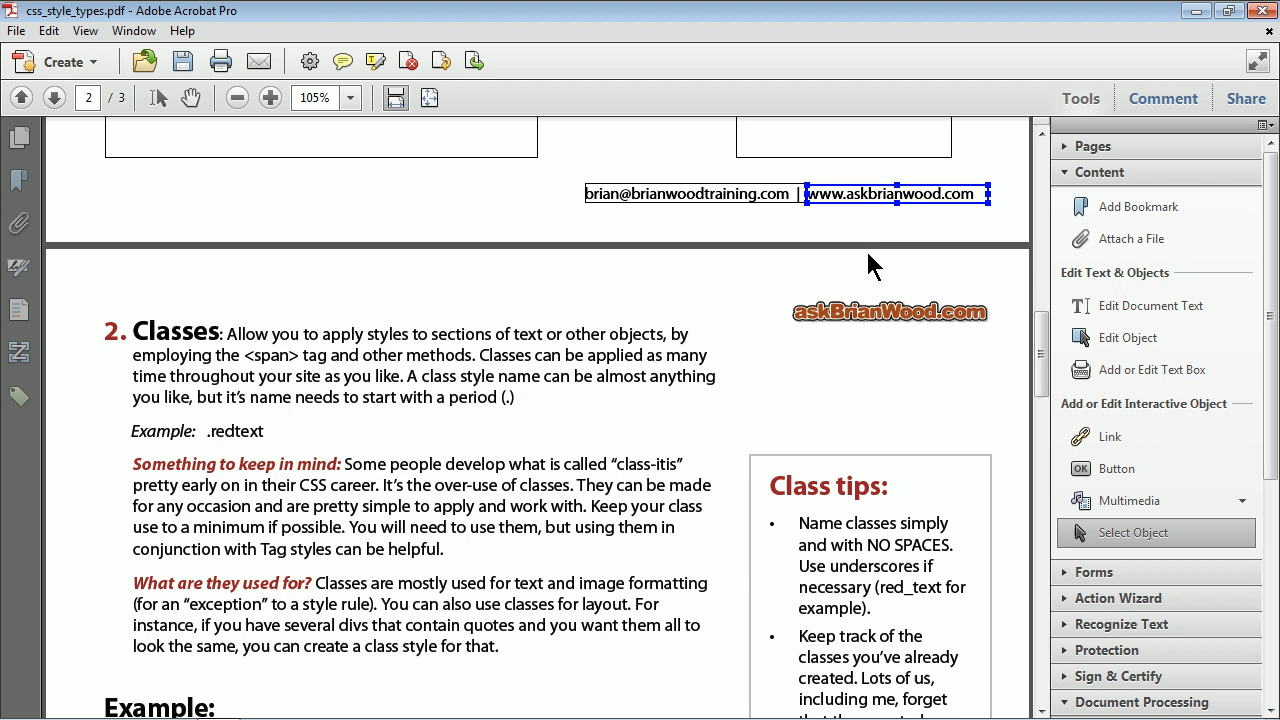 css_style_types.pdf - Adobe Acrobat Pro
File Edit View Window Help
Create
2 / 3 105% Tools Comment Share
brian@brianwoodtraining.com | www.askbrianwood.com
askBrianWood.com
2. Classes: Allow you to apply styles to sections of text or other objects, by
employing the <span> tag and other methods. Classes can be applied as many
time throughout your site as you like. A class style name can be almost anything
you like, but it's name needs to start with a period (.)
Example: .redtext
Something to keep in mind: Some people develop what is called “class-itis”
pretty early on in their CSS career. It's the over-use of classes. They can be made
for any occasion and are pretty simple to apply and work with. Keep your class
use to a minimum if possible. You will need to use them, but using them in
conjunction with Tag styles can be helpful.
What are they used for? Classes are mostly used for text and image formatting
(for an “exception” to a style rule). You can also use classes for layout. For
instance, if you have several divs that contain quotes and you want them all to
look the same, you can create a class style for that.
Example:
Class tips:
• Name classes simply
and with NO SPACES.
Use underscores if
necessary (red_text for
example).
• Keep track of the
classes you've already
created. Lots of us,
including me, forget
Pages
Content
Add Bookmark
Attach a File
Edit Text & Objects
Edit Document Text
Edit Object
Add or Edit Text Box
Add or Edit Interactive Object
Link
OK Button
Multimedia
Select Object
Forms
Action Wizard
Recognize Text
Protection
Sign & Certify
Document Processing